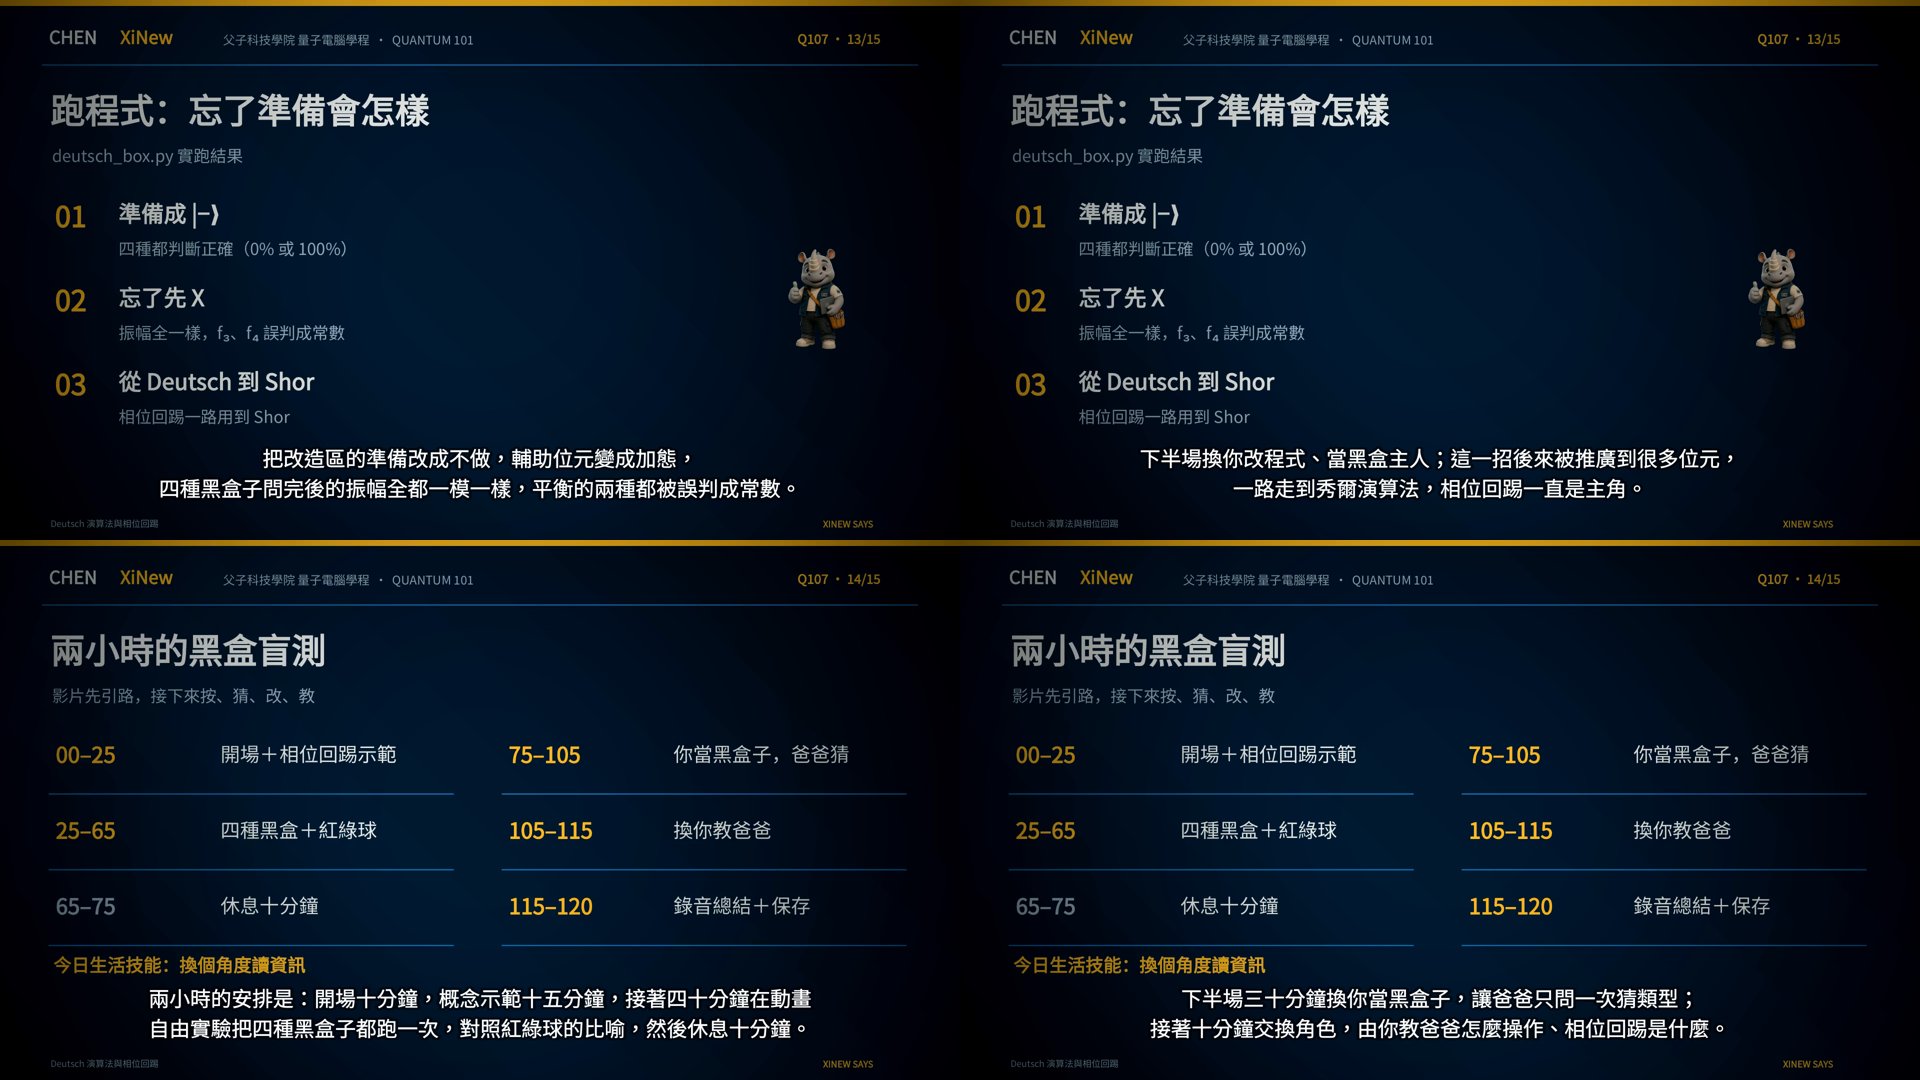 CHEN XiNew 父子科技學院 量子電腦學程 · QUANTUM 101 Q107 · 13/15
跑程式：忘了準備會怎樣
deutsch_box.py 實跑結果
01 準備成 |−⟩
四種都判斷正確（0% 或 100%）
02 忘了先 X
振幅全一樣，f₃、f₄ 誤判成常數
03 從 Deutsch 到 Shor
相位回踢一路用到 Shor
把改造區的準備改成不做，輔助位元變成加態，
四種黑盒子問完後的振幅全都一模一樣，平衡的兩種都被誤判成常數。
Deutsch 演算法與相位回踢 XINEW SAYS
CHEN XiNew 父子科技學院 量子電腦學程 · QUANTUM 101 Q107 · 13/15
跑程式：忘了準備會怎樣
deutsch_box.py 實跑結果
01 準備成 |−⟩
四種都判斷正確（0% 或 100%）
02 忘了先 X
振幅全一樣，f₃、f₄ 誤判成常數
03 從 Deutsch 到 Shor
相位回踢一路用到 Shor
下半場換你改程式、當黑盒主人；這一招後來被推廣到很多位元，
一路走到秀爾演算法，相位回踢一直是主角。
Deutsch 演算法與相位回踢 XINEW SAYS
CHEN XiNew 父子科技學院 量子電腦學程 · QUANTUM 101 Q107 · 14/15
兩小時的黑盒盲測
影片先引路，接下來按、猜、改、教
00–25 開場＋相位回踢示範 75–105 你當黑盒子，爸爸猜
25–65 四種黑盒＋紅綠球 105–115 換你教爸爸
65–75 休息十分鐘 115–120 錄音總結＋保存
今日生活技能：換個角度讀資訊
兩小時的安排是：開場十分鐘，概念示範十五分鐘，接著四十分鐘在動畫
自由實驗把四種黑盒子都跑一次，對照紅綠球的比喻，然後休息十分鐘。
Deutsch 演算法與相位回踢 XINEW SAYS
CHEN XiNew 父子科技學院 量子電腦學程 · QUANTUM 101 Q107 · 14/15
兩小時的黑盒盲測
影片先引路，接下來按、猜、改、教
00–25 開場＋相位回踢示範 75–105 你當黑盒子，爸爸猜
25–65 四種黑盒＋紅綠球 105–115 換你教爸爸
65–75 休息十分鐘 115–120 錄音總結＋保存
今日生活技能：換個角度讀資訊
下半場三十分鐘換你當黑盒子，讓爸爸只問一次猜類型；
接著十分鐘交換角色，由你教爸爸怎麼操作、相位回踢是什麼。
Deutsch 演算法與相位回踢 XINEW SAYS